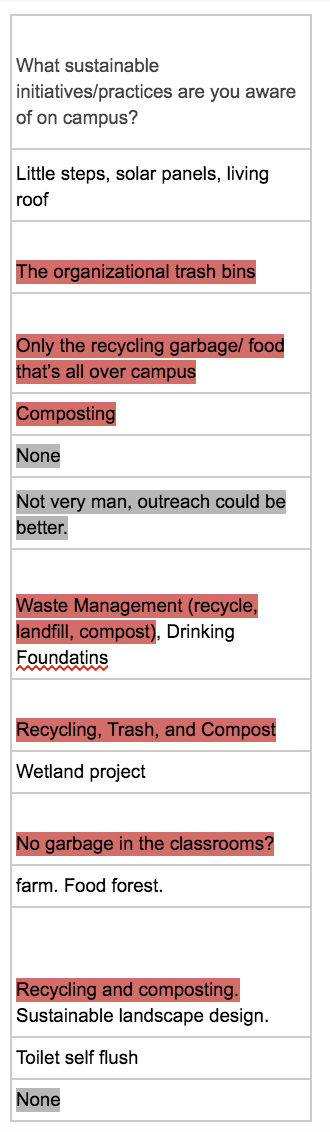 What sustainable
initiatives/practices are you aware
of on campus?
Little steps, solar panels, living
roof
The organizational trash bins
Only the recycling garbage/ food
that's all over campus
Composting
None
Not very man, outreach could be
better.
Waste Management (recycle,
landfill, compost), Drinking
Foundatins
Recycling, Trash, and Compost
Wetland project
No garbage in the classrooms?
farm. Food forest.
Recycling and composting.
Sustainable landscape design.
Toilet self flush
None